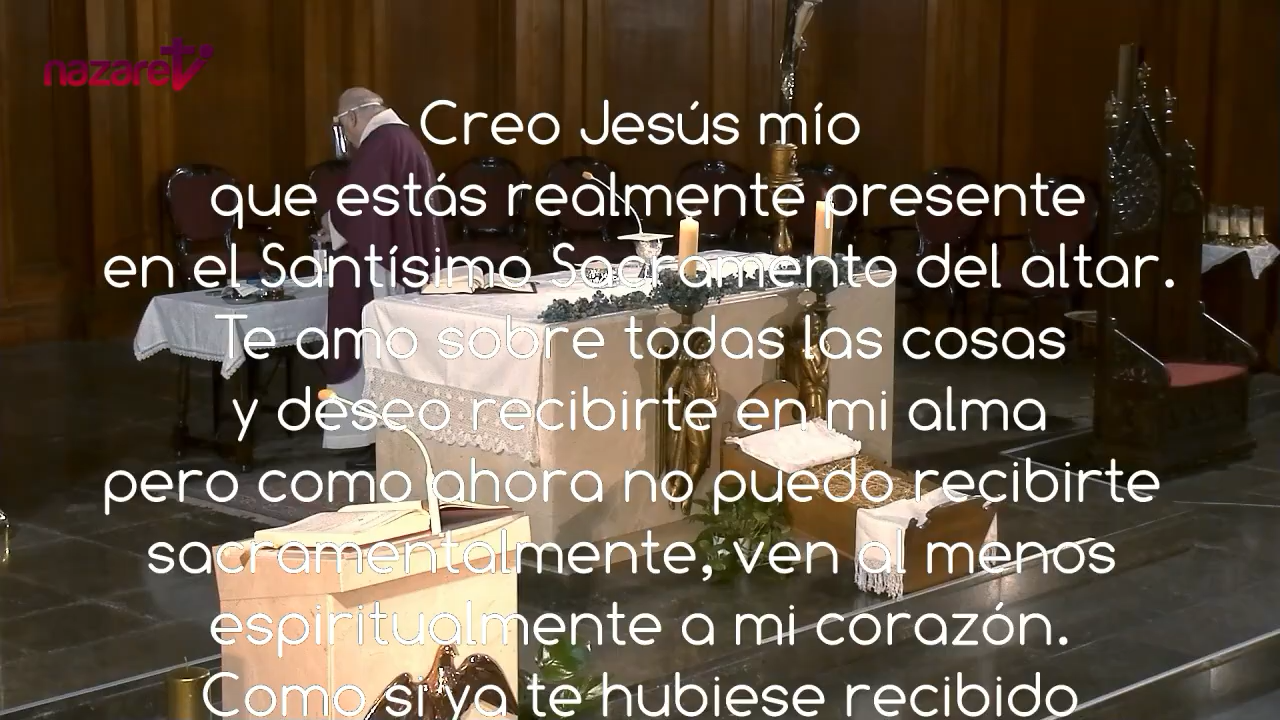 nazaretv
Creo Jesús mío
que estás realmente presente
en el Santísimo Sacramento del altar.
Te amo sobre todas las cosas
y deseo recibirte en mi alma
pero como ahora no puedo recibirte
sacramentalmente, ven al menos
espiritualmente a mi corazón.
Como si ya te hubiese recibido